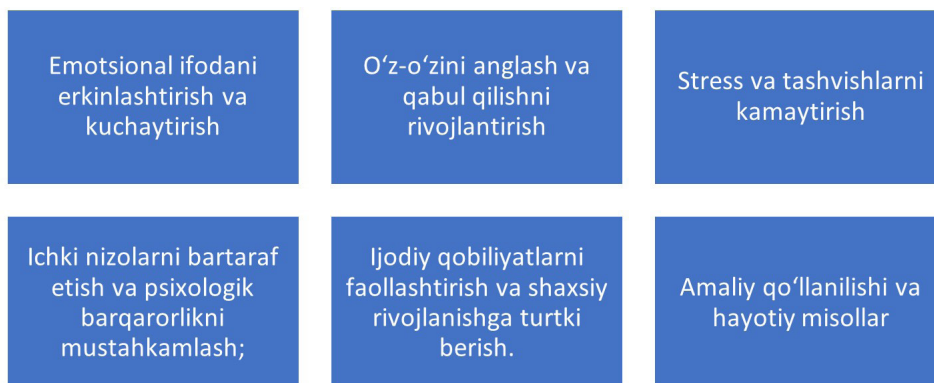 Emotsional ifodani
erkinlashtirish va
kuchaytirish
O‘z-o‘zini anglash va
qabul qilishni
rivojlantirish
Stress va tashvishlarni
kamaytirish
Ichki nizolarni bartaraf
etish va psixologik
barqarorlikni
mustahkamlash;
Ijodiy qobiliyatlarni
faollashtirish va shaxsiy
rivojlanishga turtki
berish.
Amaliy qo‘llanilishi va
hayotiy misollar